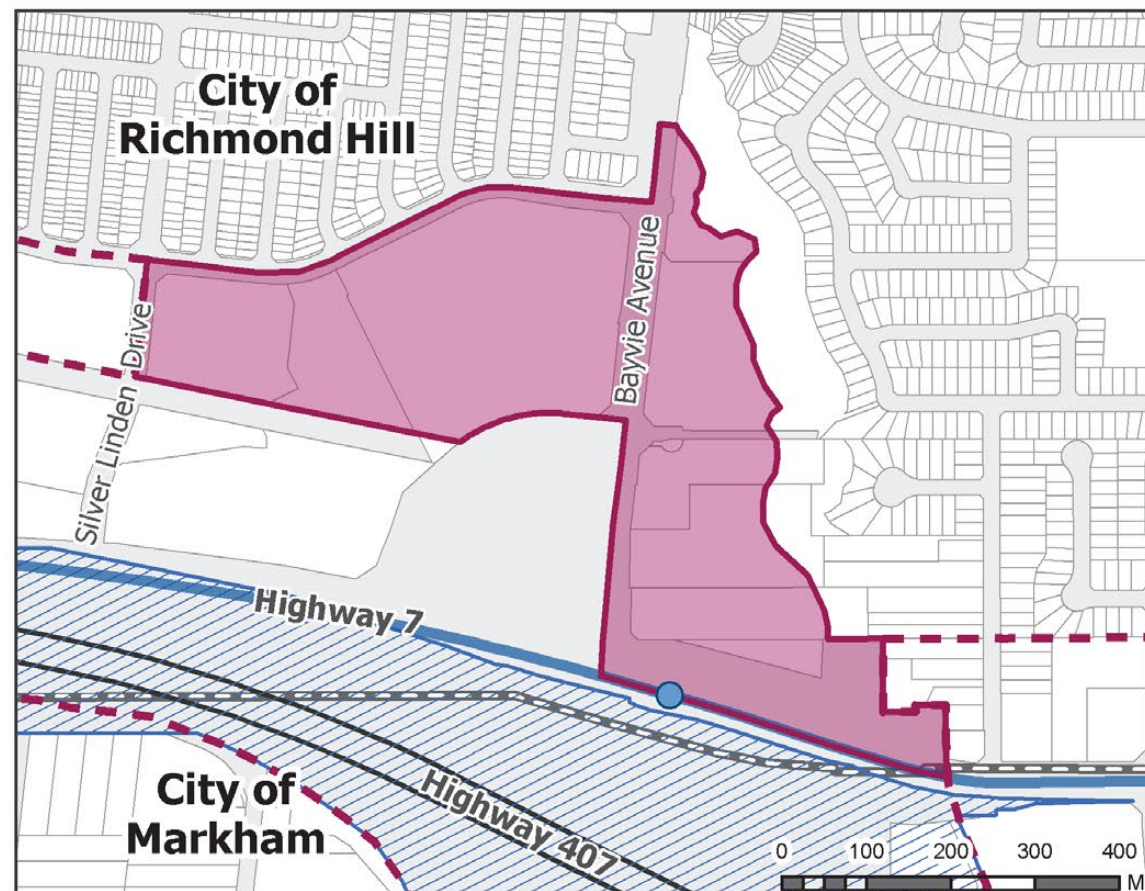 City of
Richmond Hill
Bayvie Avenue
Silver Linden Drive
Highway 7
Highway 407
City of
Markham
0 100 200 300 400
M